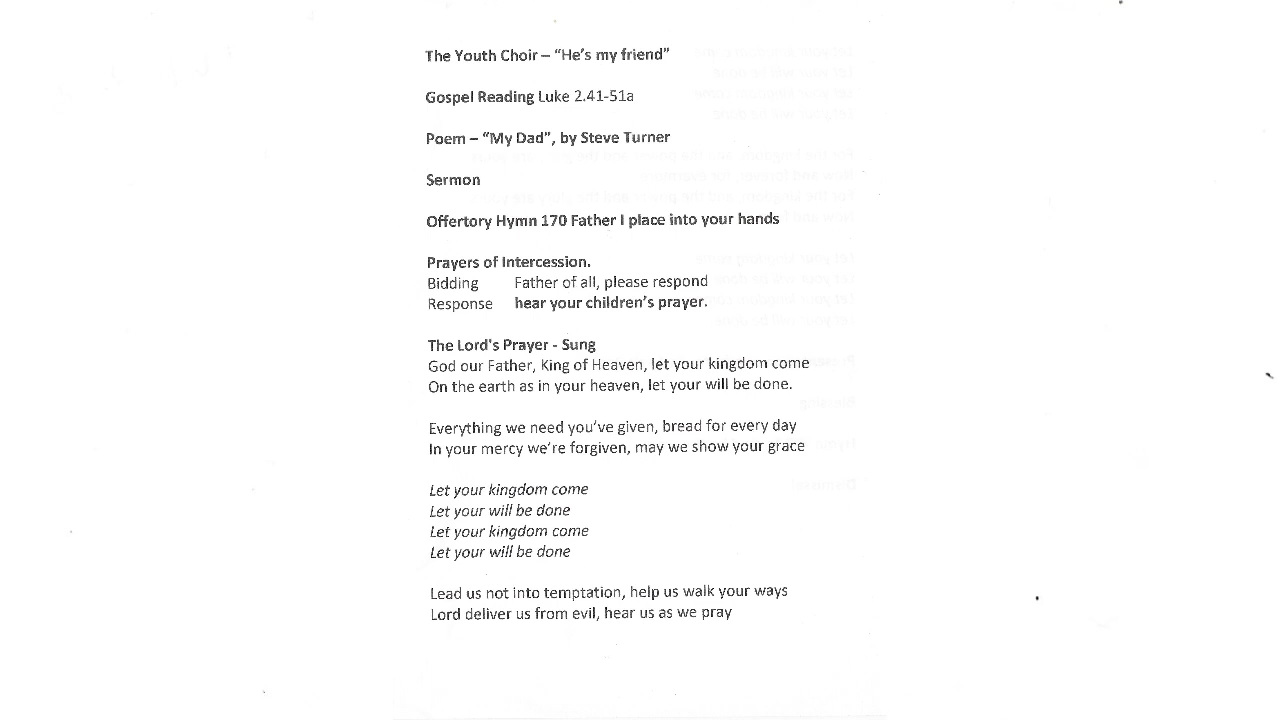 The Youth Choir – “He’s my friend”
Gospel Reading Luke 2.41-51a
Poem – “My Dad”, by Steve Turner
Sermon
Offertory Hymn 170 Father I place into your hands
Prayers of Intercession.
Bidding Father of all, please respond
Response hear your children’s prayer.
The Lord's Prayer - Sung
God our Father, King of Heaven, let your kingdom come
On the earth as in your heaven, let your will be done.
Everything we need you’ve given, bread for every day
In your mercy we’re forgiven, may we show your grace
Let your kingdom come
Let your will be done
Let your kingdom come
Let your will be done
Lead us not into temptation, help us walk your ways
Lord deliver us from evil, hear us as we pray